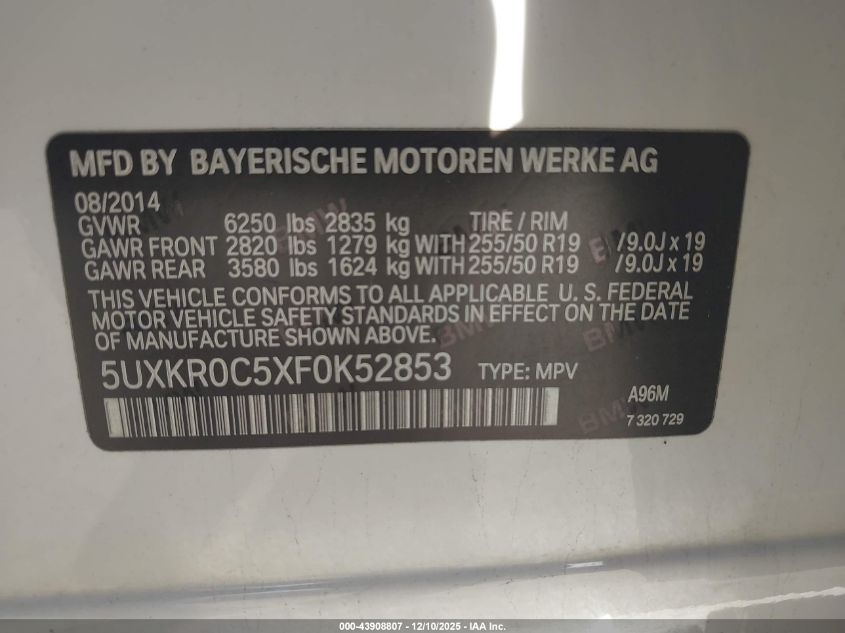 MFD BY BAYERISCHE MOTOREN WERKE AG
08/2014
GVWR 6250 lbs 2835 kg TIRE / RIM
GAWR FRONT 2820 lbs 1279 kg WITH 255/50 R19 /9.0J x 19
GAWR REAR 3580 lbs 1624 kg WITH 255/50 R19 /9.0J x 19
THIS VEHICLE CONFORMS TO ALL APPLICABLE U. S. FEDERAL
MOTOR VEHICLE SAFETY STANDARDS IN EFFECT ON THE DATE
OF MANUFACTURE SHOWN ABOVE.
5UXKR0C5XF0K52853 TYPE: MPV
A96M
7 320 729
000-43908807 - 12/10/2025 - IAA Inc.